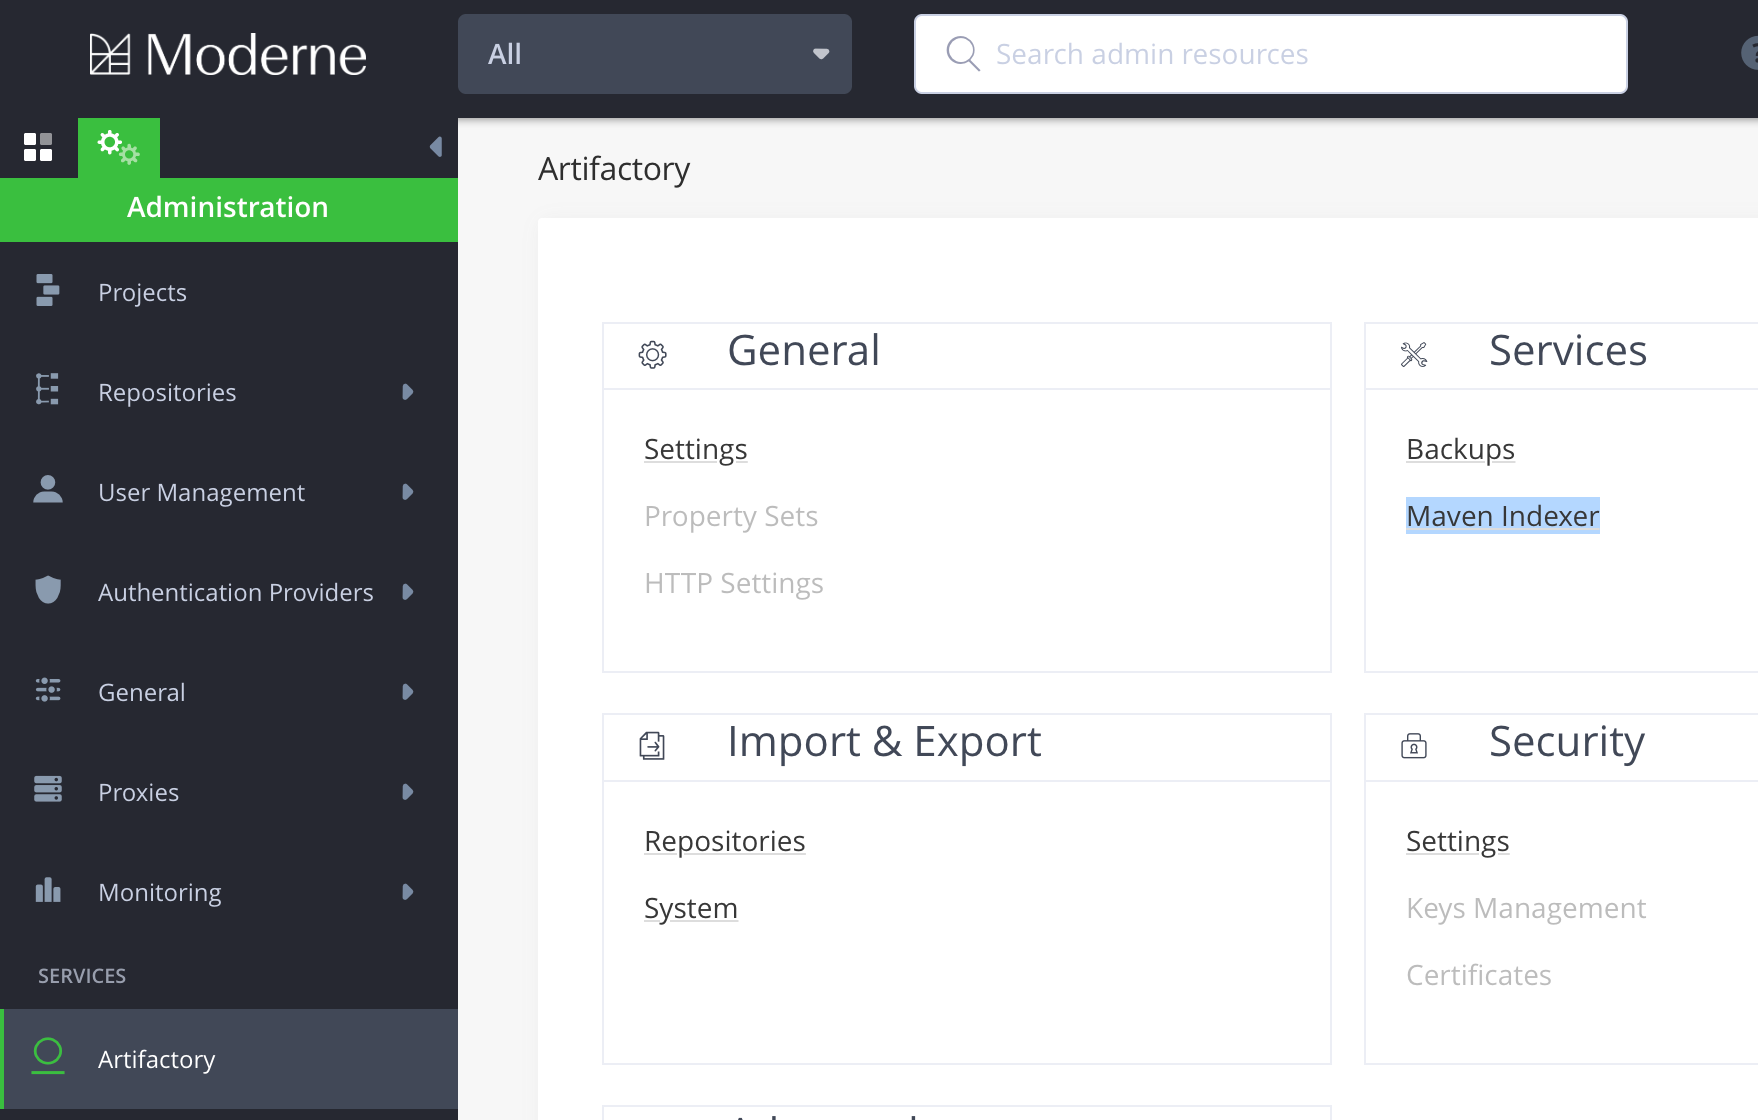 Moderne
All
Search admin resources
Administration
Projects
Repositories
User Management
Authentication Providers
General
Proxies
Monitoring
SERVICES
Artifactory
Artifactory
General
Settings
Property Sets
HTTP Settings
Services
Backups
Maven Indexer
Import & Export
Repositories
System
Security
Settings
Keys Management
Certificates